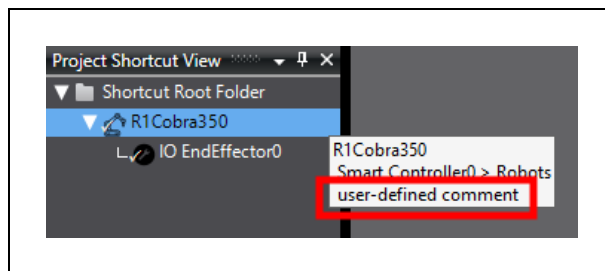 Project Shortcut View
Shortcut Root Folder
R1Cobra350
IO EndEffector0
R1Cobra350
Smart Controller0 > Robots
user-defined comment